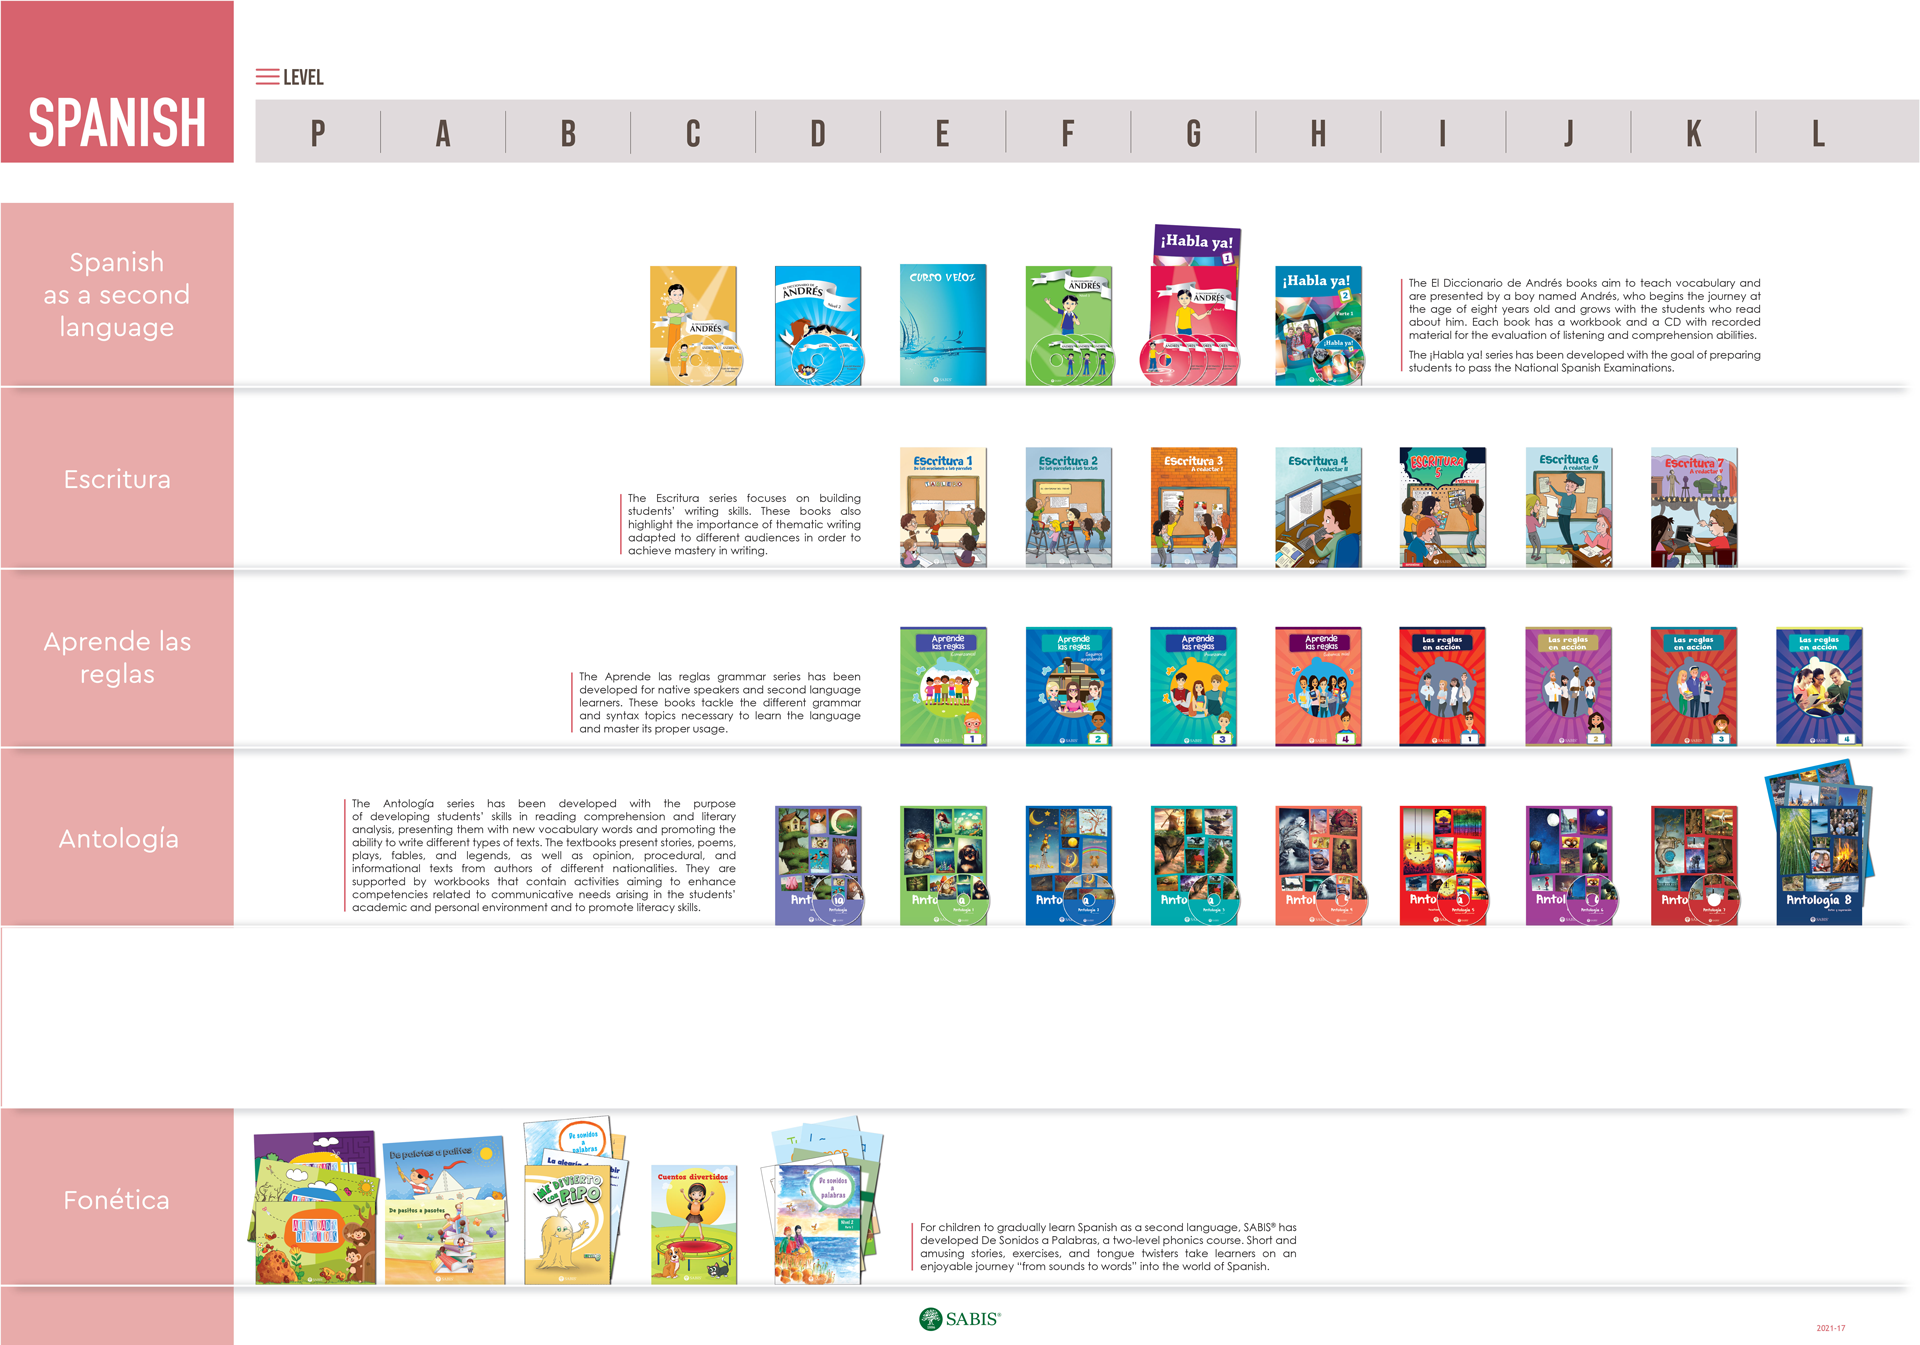 SPANISH
LEVEL
P A B C D E F G H I J K L
Spanish
as a second
language
ANDRÉS
ANDRÉS
CURSO VELOZ
ANDRÉS
¡Habla ya!
1
ANDRÉS
¡Habla ya!
2
Parte 1
¡Habla ya!
The El Diccionario de Andrés books aim to teach vocabulary and
are presented by a boy named Andrés, who begins the journey at
the age of eight years old and grows with the students who read
about him. Each book has a workbook and a CD with recorded
material for the evaluation of listening and comprehension abilities.
The ¡Habla ya! series has been developed with the goal of preparing
students to pass the National Spanish Examinations.
Escritura
The Escritura series focuses on building
students' writing skills. These books also
highlight the importance of thematic writing
adapted to different audiences in order to
achieve mastery in writing.
Escritura 1
Escritura 2
Escritura 3
A redactar I
Escritura 4
A redactar II
ESCRITURA
5
Escritura 6
A redactar IV
Escritura 7
A redactar V
Aprende las
reglas
The Aprende las reglas grammar series has been
developed for native speakers and second language
learners. These books tackle the different grammar
and syntax topics necessary to learn the language
and master its proper usage.
Aprende
las reglas
1
Aprende
las reglas
2
Aprende
las reglas
3
Aprende
las reglas
4
Las reglas
en acción
1
Las reglas
en acción
2
Las reglas
en acción
3
Las reglas
en acción
4
Antología
The Antología series has been developed with the purpose
of developing students' skills in reading comprehension and literary
analysis, presenting them with new vocabulary words and promoting the
ability to write different types of texts. The textbooks present stories, poems,
plays, fables, and legends, as well as opinion, procedural, and
informational texts from authors of different nationalities. They are
supported by workbooks that contain activities aiming to enhance
competencies related to communicative needs arising in the students'
academic and personal environment and to promote literacy skills.
Antología 8
Fonética
De palotes a palitos
De pasitos a pasotes
De sonidos
a
palabras
ME DIVIERTO
CON PIPO
Cuentos divertidos
De sonidos
a
palabras
Nivel 2
For children to gradually learn Spanish as a second language, SABIS® has
developed De Sonidos a Palabras, a two-level phonics course. Short and
amusing stories, exercises, and tongue twisters take learners on an
enjoyable journey "from sounds to words" into the world of Spanish.
SABIS®
2021-17